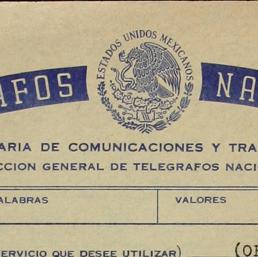 ESTADOS UNIDOS MEXICANOS
AFOS NA
ARIA DE COMUNICACIONES Y TRA
CCION GENERAL DE TELEGRAFOS NACI
ALABRAS VALORES
SERVICIO QUE DESEE UTILIZAR) (OR